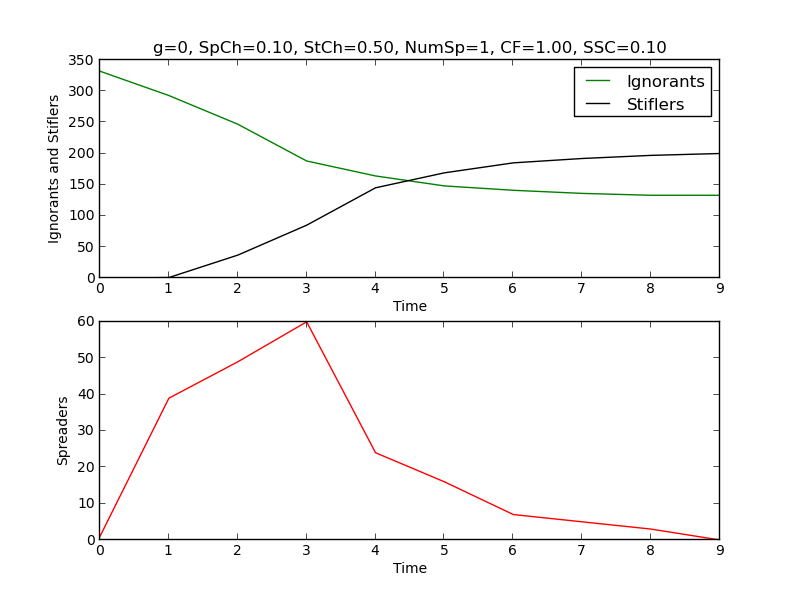 g=0, SpCh=0.10, StCh=0.50, NumSp=1, CF=1.00, SSC=0.10
Ignorants and Stiflers
350
300
250
200
150
100
50
0
Ignorants
Stiflers
0 1 2 3 4 5 6 7 8 9
Time
Spreaders
60
50
40
30
20
10
0
0 1 2 3 4 5 6 7 8 9
Time